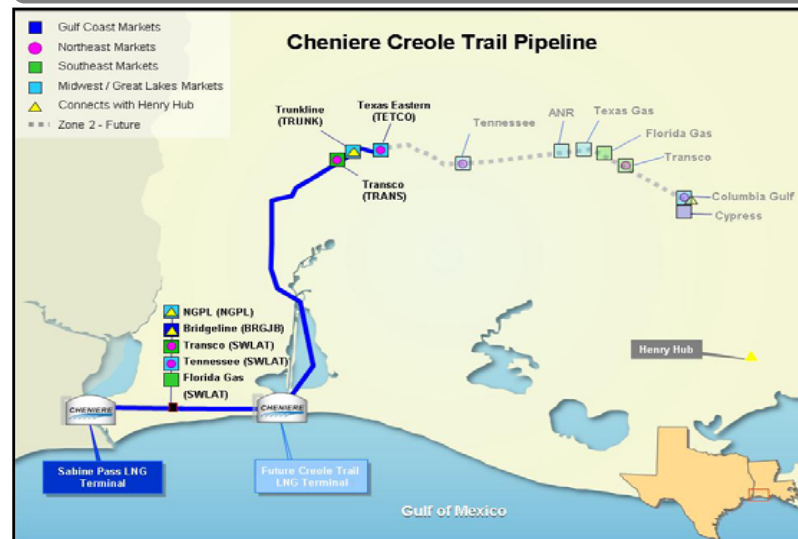 Gulf Coast Markets
Northeast Markets
Southeast Markets
Midwest / Great Lakes Markets
Connects with Henry Hub
Zone 2 - Future
Cheniere Creole Trail Pipeline
Trunkline
(TRUNK)
Texas Eastern
(TETCO)
Transco
(TRANS)
Tennessee
ANR
Texas Gas
Florida Gas
Transco
Columbia Gulf
Cypress
NGPL (NGPL)
Bridgeline (BRGJB)
Transco (SWLAT)
Tennessee (SWLAT)
Florida Gas
(SWLAT)
Henry Hub
CHENIERE
CHENIERE
Sabine Pass LNG
Terminal
Future Creole Trail
LNG Terminal
Gulf of Mexico